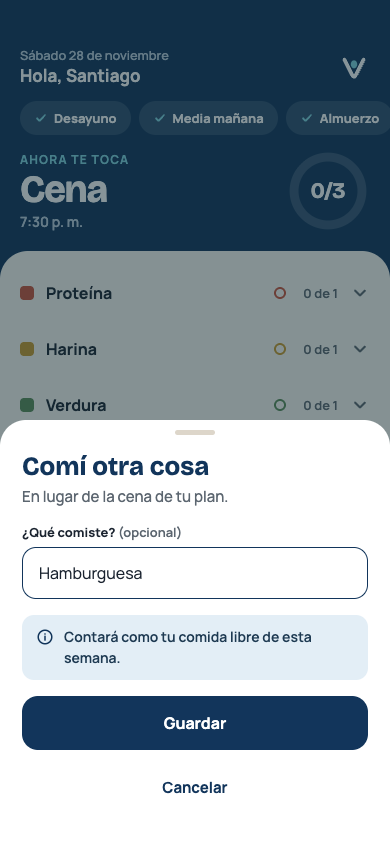 Sábado 28 de noviembre
Hola, Santiago
Desayuno
Media mañana
Almuerzo
AHORA TE TOCA
Cena
7:30 p. m.
0/3
Proteína
0 de 1
Harina
0 de 1
Verdura
0 de 1
Comí otra cosa
En lugar de la cena de tu plan.
¿Qué comiste? (opcional)
Hamburguesa
Contará como tu comida libre de esta
semana.
Guardar
Cancelar